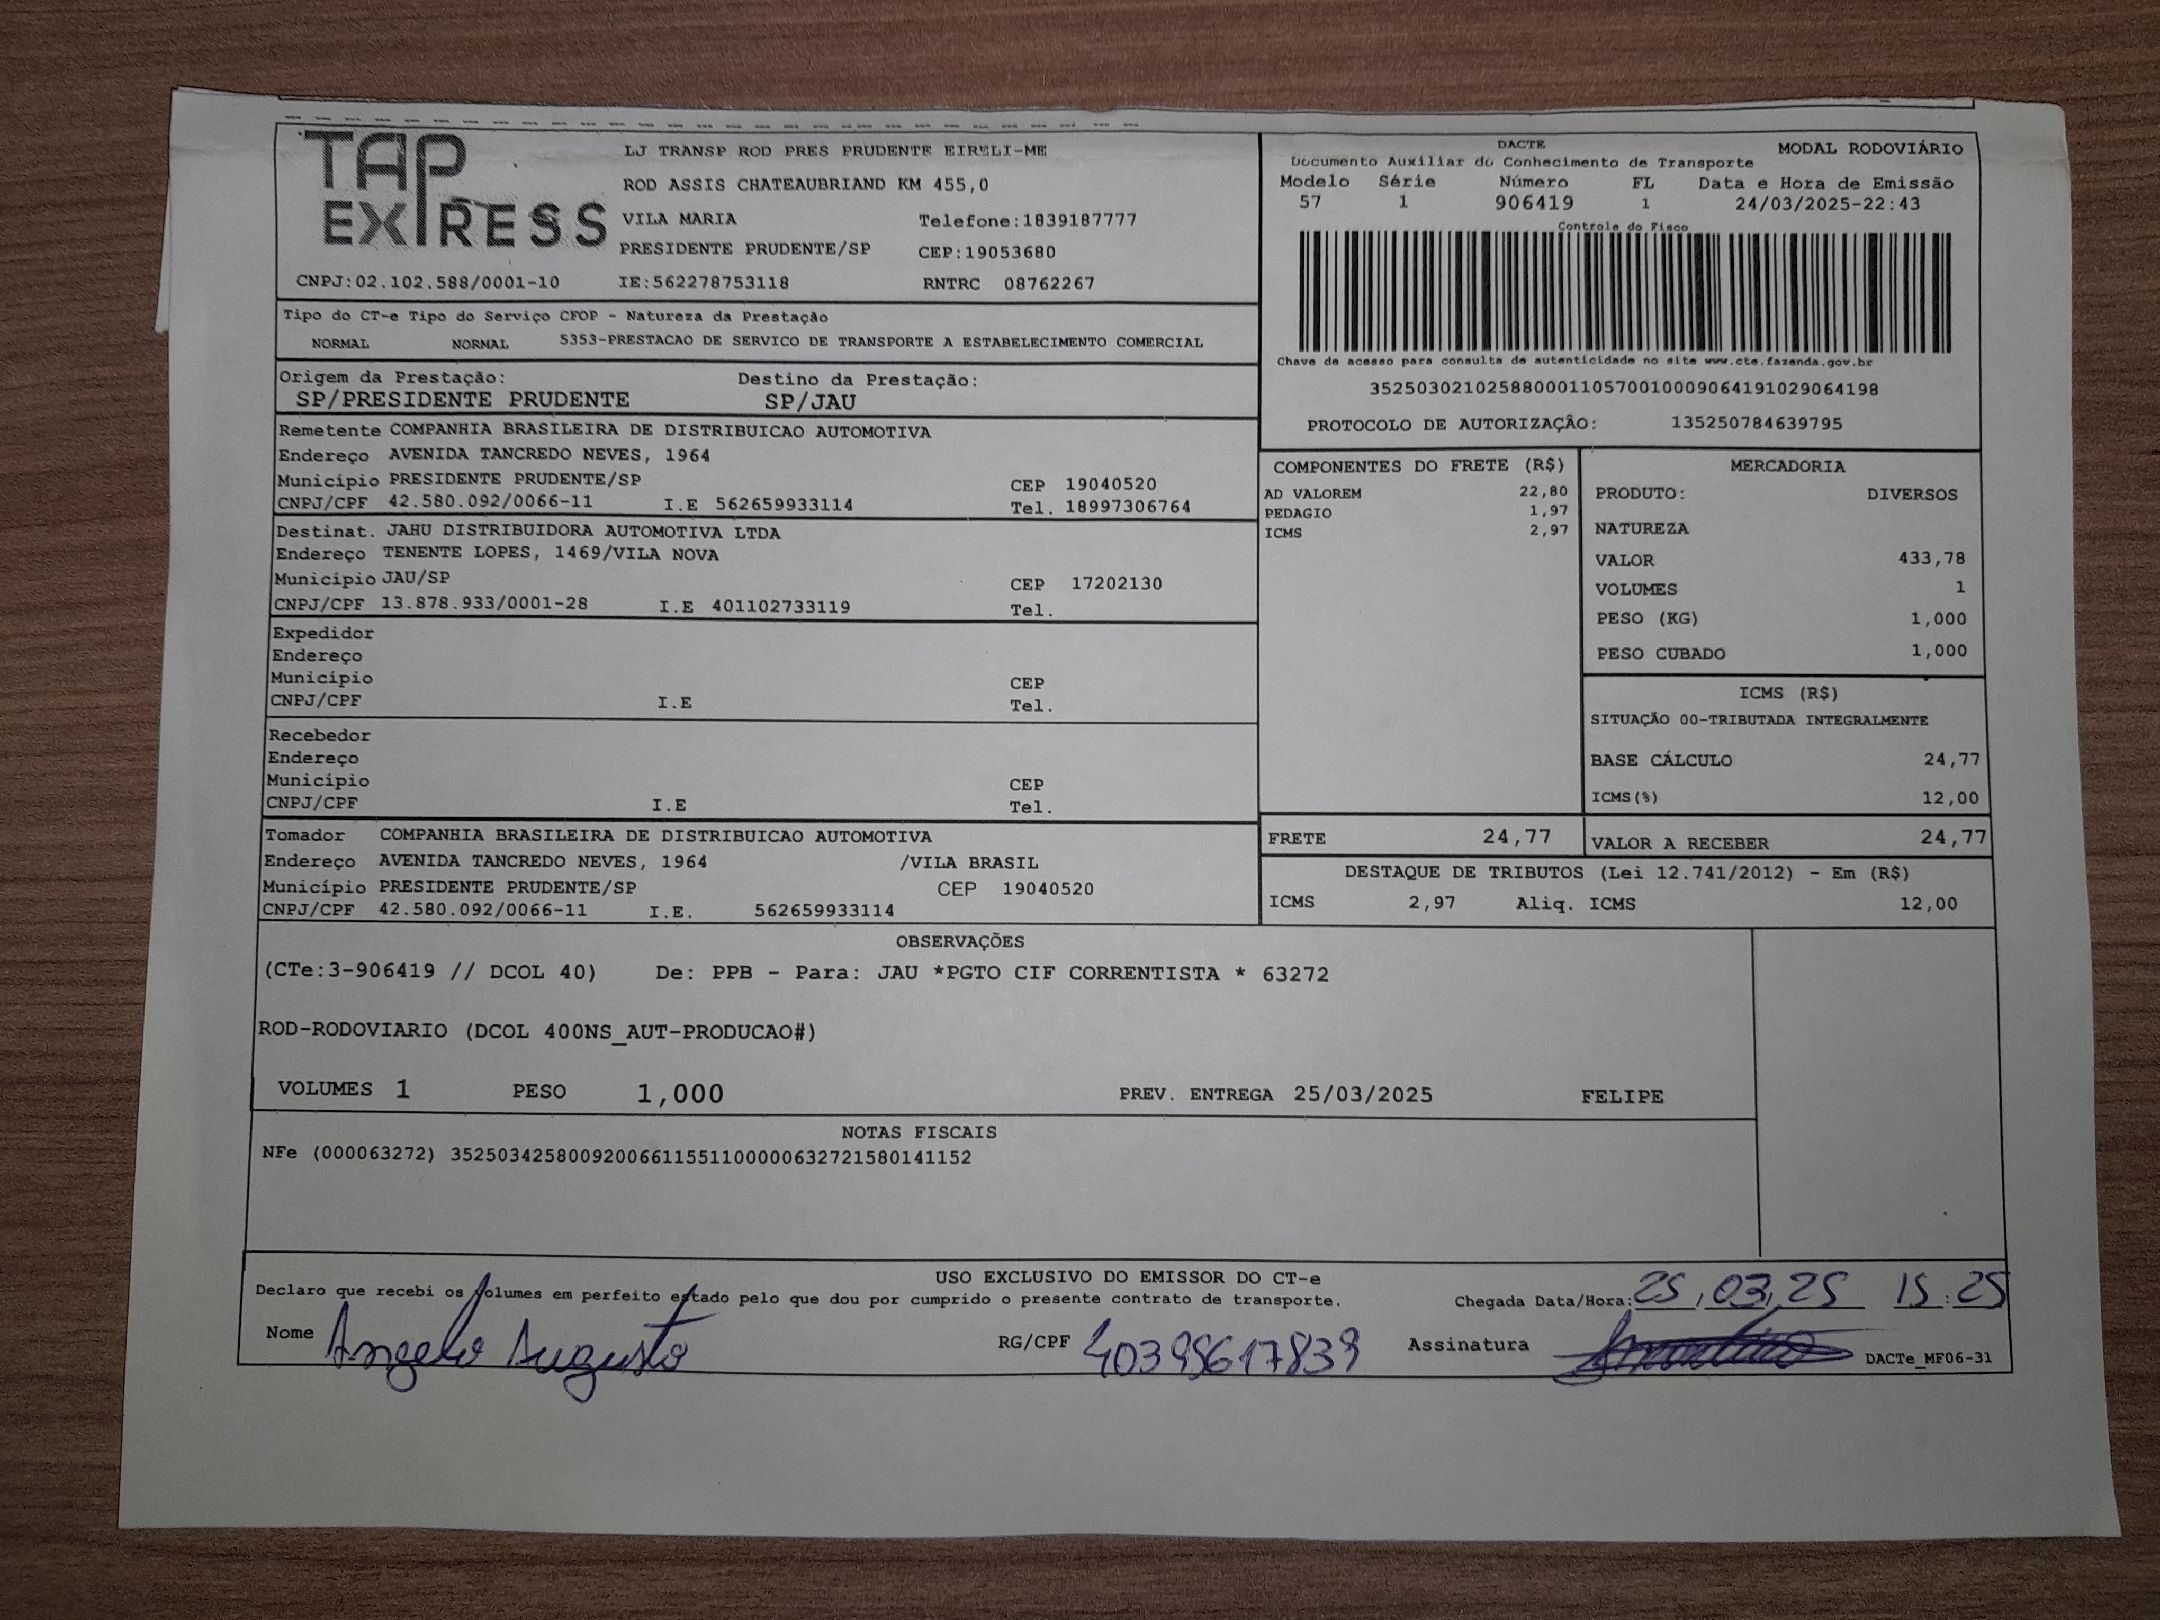 TAP EXPRESS
LJ TRANSP ROD PRES PRUDENTE EIRELI-ME
ROD ASSIS CHATEAUBRIAND KM 455,0
VILA MARIA Telefone:1839187777
PRESIDENTE PRUDENTE/SP CEP:19053680
CNPJ:02.102.588/0001-10 IE:562278753118 RNTRC 08762267
DACTE MODAL RODOVIÁRIO
Documento Auxiliar do Conhecimento de Transporte
Modelo Série Número FL Data e Hora de Emissão
57 1 906419 1 24/03/2025-22:43
Controle do Fisco
Chave de acesso para consulta de autenticidade no site www.cte.fazenda.gov.br
35250302102588000110570010009064191029064198
PROTOCOLO DE AUTORIZAÇÂO: 135250784639795
Tipo do CT-e Tipo do Serviço CFOP - Natureza da Prestação
NORMAL NORMAL 5353-PRESTACAO DE SERVICO DE TRANSPORTE A ESTABELECIMENTO COMERCIAL
Origem da Prestação: Destino da Prestação:
SP/PRESIDENTE PRUDENTE SP/JAU
Remetente COMPANHIA BRASILEIRA DE DISTRIBUICAO AUTOMOTIVA
Endereço AVENIDA TANCREDO NEVES, 1964
Município PRESIDENTE PRUDENTE/SP CEP 19040520
CNPJ/CPF 42.580.092/0066-11 I.E 562659933114 Tel. 18997306764
Destinat. JAHU DISTRIBUIDORA AUTOMOTIVA LTDA
Endereço TENENTE LOPES, 1469/VILA NOVA
Município JAU/SP CEP 17202130
CNPJ/CPF 13.878.933/0001-28 I.E 401102733119 Tel.
Expedidor
Endereço
Município CEP
CNPJ/CPF I.E Tel.
Recebedor
Endereço
Município CEP
CNPJ/CPF I.E Tel.
Tomador COMPANHIA BRASILEIRA DE DISTRIBUICAO AUTOMOTIVA
Endereço AVENIDA TANCREDO NEVES, 1964 /VILA BRASIL
Município PRESIDENTE PRUDENTE/SP CEP 19040520
CNPJ/CPF 42.580.092/0066-11 I.E. 562659933114
COMPONENTES DO FRETE (R$)
AD VALOREM 22,80
PEDAGIO 1,97
ICMS 2,97
MERCADORIA
PRODUTO: DIVERSOS
NATUREZA
VALOR 433,78
VOLUMES 1
PESO (KG) 1,000
PESO CUBADO 1,000
ICMS (R$)
SITUAÇÃO 00-TRIBUTADA INTEGRALMENTE
BASE CÁLCULO 24,77
ICMS(%) 12,00
FRETE 24,77 VALOR A RECEBER 24,77
DESTAQUE DE TRIBUTOS (Lei 12.741/2012) - Em (R$)
ICMS 2,97 Aliq. ICMS 12,00
OBSERVAÇÕES
(CTe:3-906419 // DCOL 40) De: PPB - Para: JAU *PGTO CIF CORRENTISTA * 63272
ROD-RODOVIARIO (DCOL 400NS_AUT-PRODUCAO#)
VOLUMES 1 PESO 1,000 PREV. ENTREGA 25/03/2025 FELIPE
NOTAS FISCAIS
NFe (000063272) 35250342580092006611551100000632721580141152
USO EXCLUSIVO DO EMISSOR DO CT-e
Declaro que recebi os volumes em perfeito estado pelo que dou por cumprido o presente contrato de transporte. Chegada Data/Hora: 25,03,25 15:25
Nome Angelo Augusto RG/CPF 40395617839 Assinatura
DACTe_MF06-31